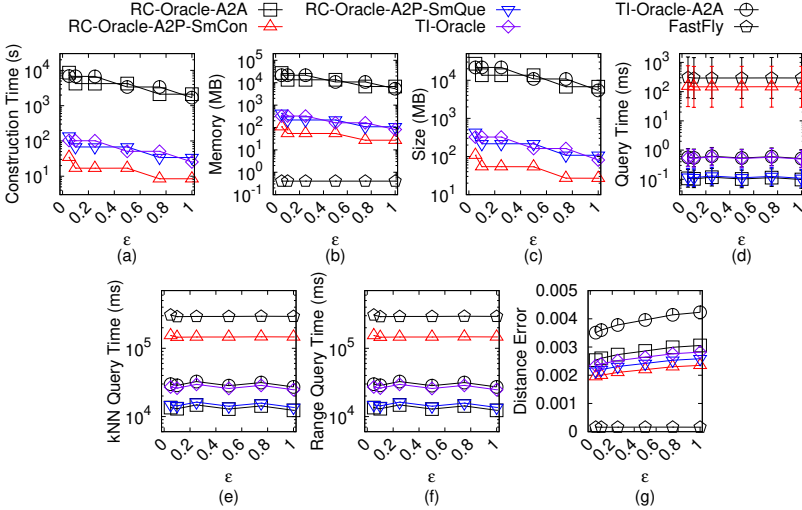 RC-Oracle-A2A RC-Oracle-A2P-SmQue TI-Oracle-A2A
RC-Oracle-A2P-SmCon TI-Oracle FastFly
Construction Time (s) 10^4 10^3 10^2 10^1 0 0.2 0.4 0.6 0.8 1 ε (a)
Memory (MB) 10^5 10^4 10^3 10^2 10^1 10^0 10^-1 0 0.2 0.4 0.6 0.8 1 ε (b)
Size (MB) 10^4 10^3 10^2 10^1 0 0.2 0.4 0.6 0.8 1 ε (c)
Query Time (ms) 10^3 10^2 10^1 10^0 10^-1 0 0.2 0.4 0.6 0.8 1 ε (d)
kNN Query Time (ms) 10^5 10^4 0 0.2 0.4 0.6 0.8 1 ε (e)
Range Query Time (ms) 10^5 10^4 0 0.2 0.4 0.6 0.8 1 ε (f)
Distance Error 0.005 0.004 0.003 0.002 0.001 0 0 0.2 0.4 0.6 0.8 1 ε (g)